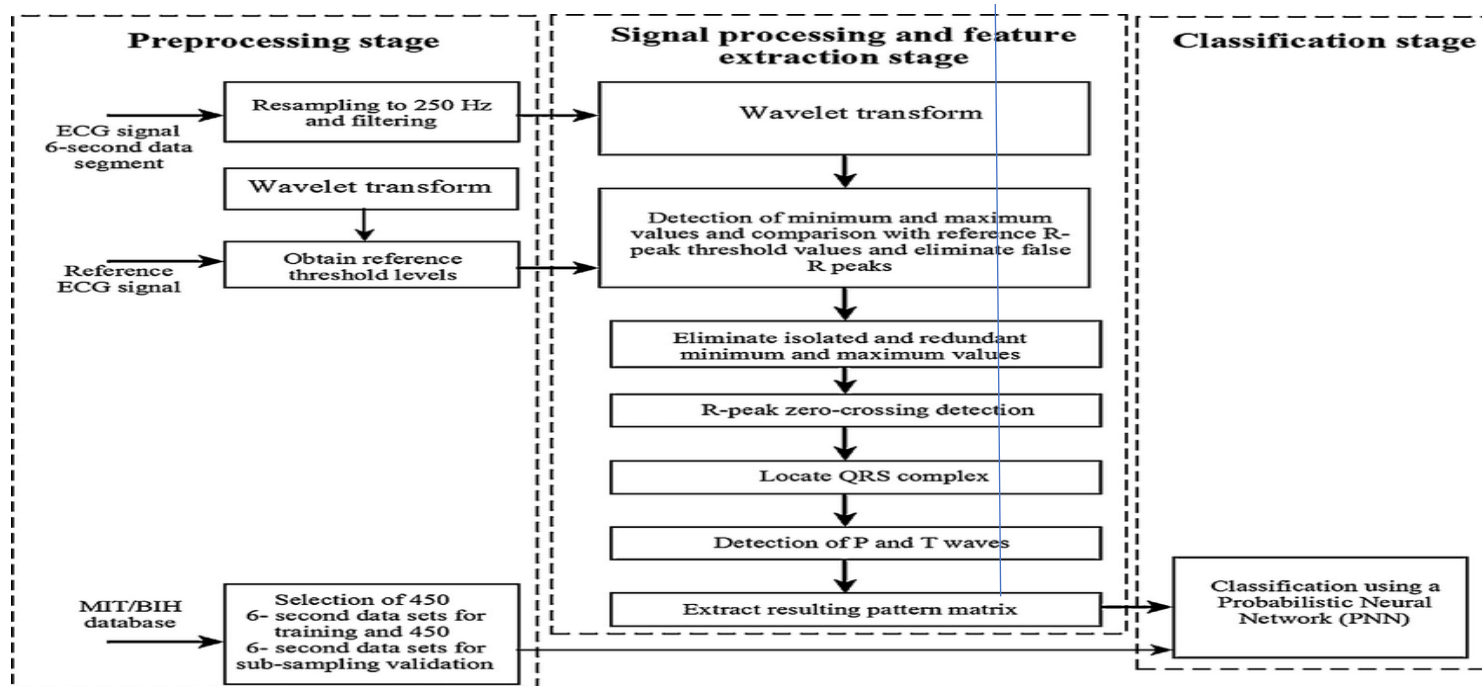 Preprocessing stage
ECG signal
6-second data
segment
Resampling to 250 Hz
and filtering
Wavelet transform
Reference
ECG signal
Obtain reference
threshold levels
MIT/BIH
database
Selection of 450
6- second data sets for
training and 450
6- second data sets for
sub-sampling validation
Signal processing and feature
extraction stage
Wavelet transform
Detection of minimum and maximum
values and comparison with reference R-
peak threshold values and eliminate false
R peaks
Eliminate isolated and redundant
minimum and maximum values
R-peak zero-crossing detection
Locate QRS complex
Detection of P and T waves
Extract resulting pattern matrix
Classification stage
Classification using a
Probabilistic Neural
Network (PNN)